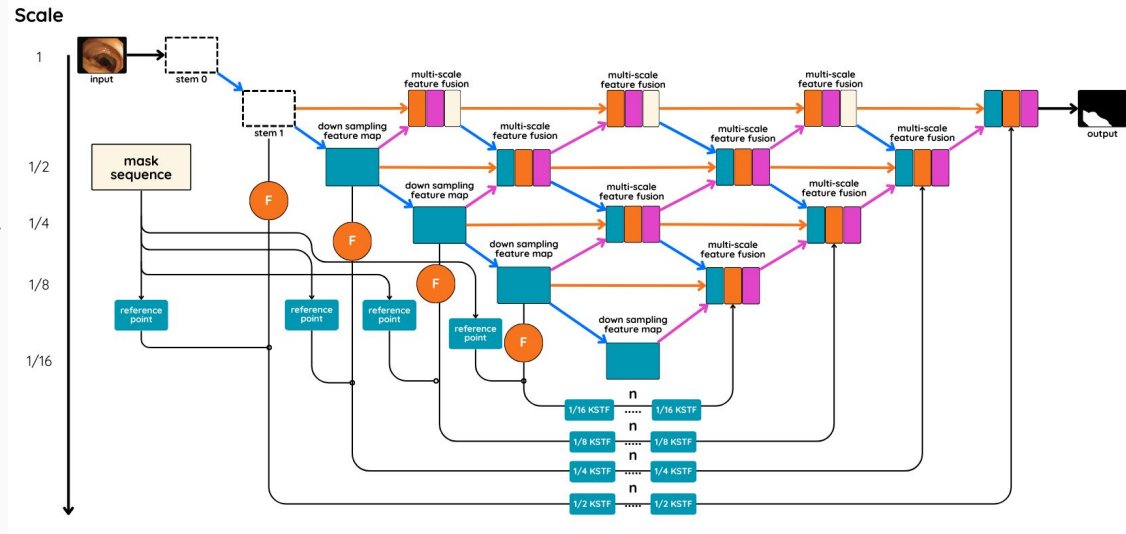 Scale
1
input
stem 0
stem 1
multi-scale
feature fusion
multi-scale
feature fusion
multi-scale
feature fusion
output
down sampling
feature map
multi-scale
feature fusion
multi-scale
feature fusion
multi-scale
feature fusion
1/2
mask
sequence
F
down sampling
feature map
multi-scale
feature fusion
multi-scale
feature fusion
1/4
F
down sampling
feature map
multi-scale
feature fusion
1/8
F
reference
point
reference
point
reference
point
reference
point
F
down sampling
feature map
1/16
n
1/16 KSTF
.....
1/16 KSTF
n
1/8 KSTF
.....
1/8 KSTF
n
1/4 KSTF
.....
1/4 KSTF
n
1/2 KSTF
.....
1/2 KSTF